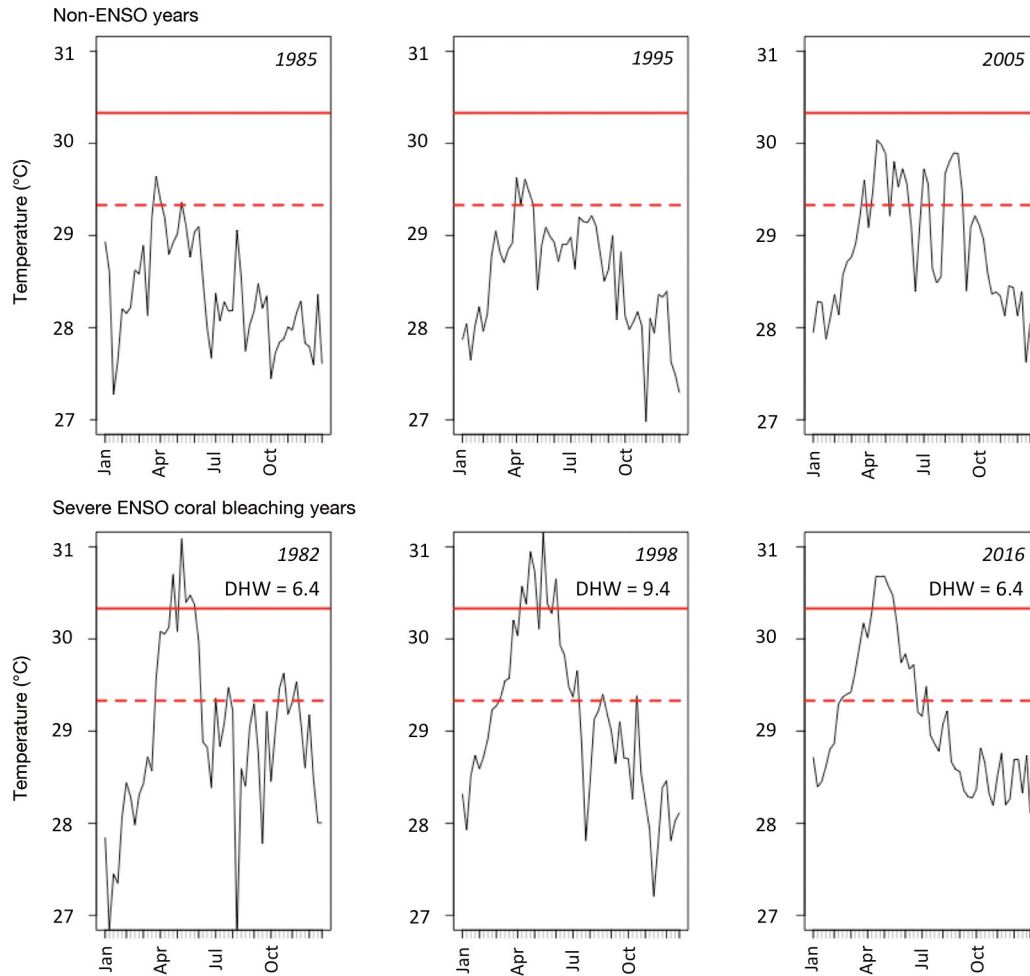 Non-ENSO years
Temperature (°C)
31
30
29
28
27
1985
Jan
Apr
Jul
Oct
31
30
29
28
27
1995
Jan
Apr
Jul
Oct
31
30
29
28
27
2005
Jan
Apr
Jul
Oct
Severe ENSO coral bleaching years
Temperature (°C)
31
30
29
28
27
1982
DHW = 6.4
Jan
Apr
Jul
Oct
31
30
29
28
27
1998
DHW = 9.4
Jan
Apr
Jul
Oct
31
30
29
28
27
2016
DHW = 6.4
Jan
Apr
Jul
Oct